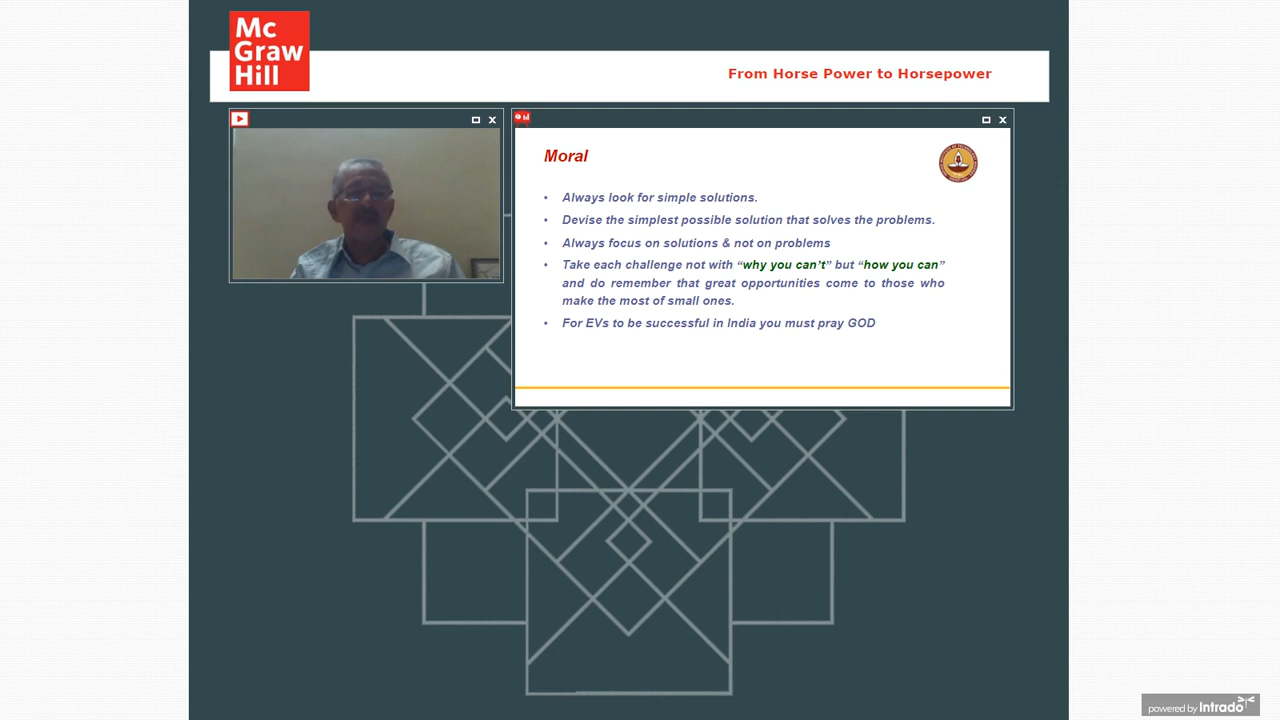 Mc
Graw
Hill
From Horse Power to Horsepower
Moral
• Always look for simple solutions.
• Devise the simplest possible solution that solves the problems.
• Always focus on solutions & not on problems
• Take each challenge not with “why you can’t” but “how you can”
and do remember that great opportunities come to those who
make the most of small ones.
• For EVs to be successful in India you must pray GOD
powered by Intrado